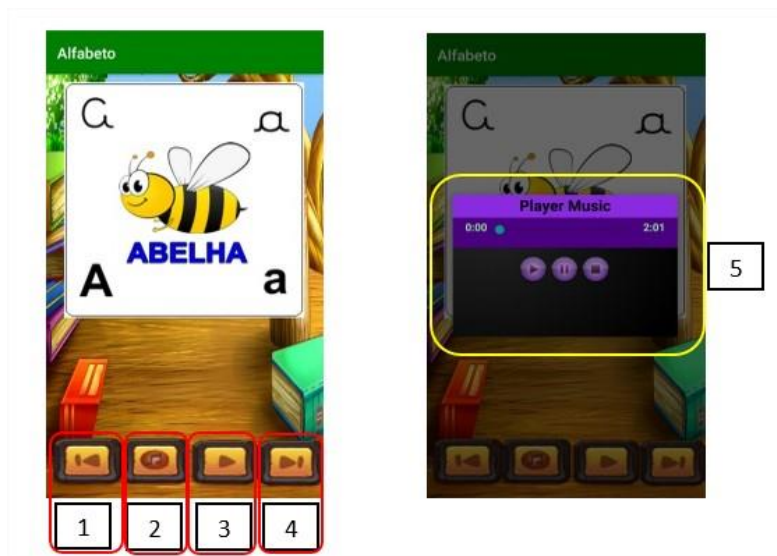 Alfabeto
a a
ABELHA
A a
1 2 3 4
Alfabeto
a a
Player Music
0:00 2:01
5